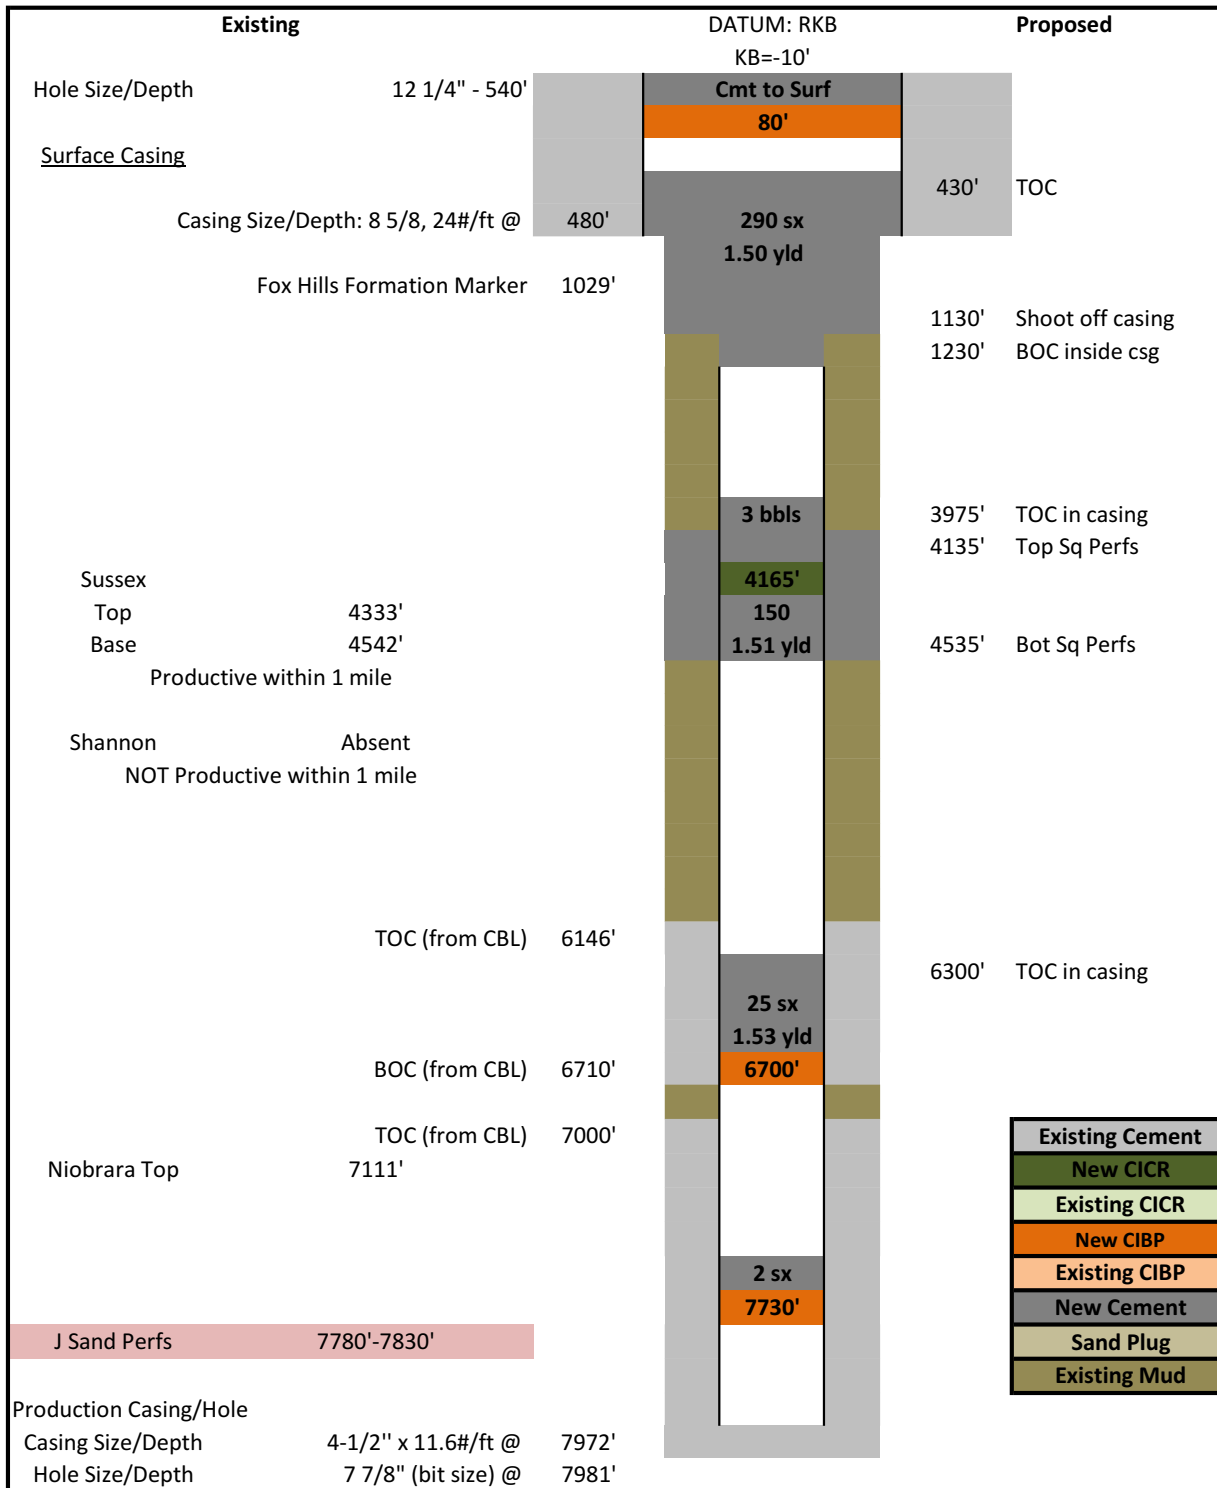 Existing DATUM: RKB Proposed
KB=-10'
Hole Size/Depth 12 1/4" - 540' Cmt to Surf
80'
Surface Casing
430' TOC
Casing Size/Depth: 8 5/8, 24#/ft @ 480' 290 sx
1.50 yld
Fox Hills Formation Marker 1029'
1130' Shoot off casing
1230' BOC inside csg
3 bbls 3975' TOC in casing
4135' Top Sq Perfs
Sussex 4165'
Top 4333' 150
Base 4542' 1.51 yld 4535' Bot Sq Perfs
Productive within 1 mile
Shannon Absent
NOT Productive within 1 mile
TOC (from CBL) 6146'
6300' TOC in casing
25 sx
1.53 yld
BOC (from CBL) 6710' 6700'
TOC (from CBL) 7000' Existing Cement
Niobrara Top 7111' New CICR
Existing CICR
New CIBP
2 sx Existing CIBP
7730' New Cement
J Sand Perfs 7780'-7830' Sand Plug
Existing Mud
Production Casing/Hole
Casing Size/Depth 4-1/2'' x 11.6#/ft @ 7972'
Hole Size/Depth 7 7/8" (bit size) @ 7981'